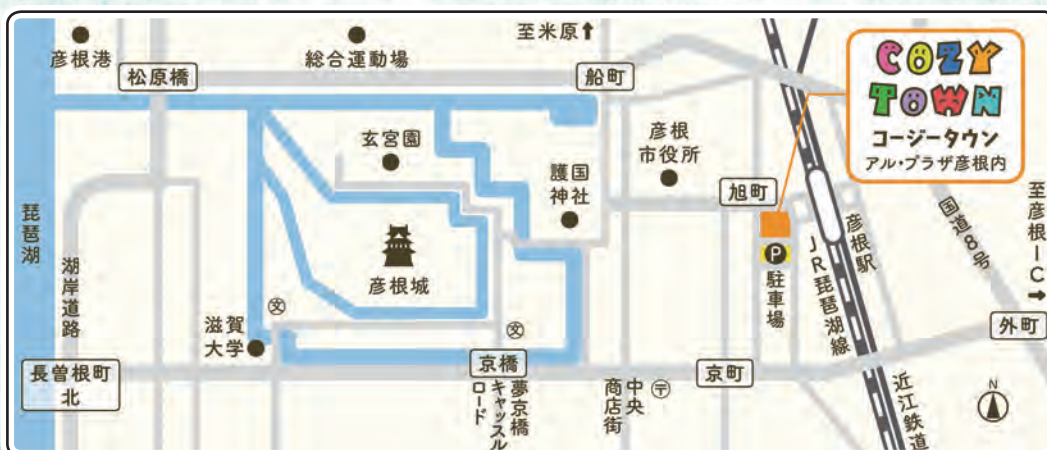 彦根港
総合運動場
至米原↑
松原橋
船町
COZY
TOWN
コージータウン
アル・プラザ彦根内
玄宮園
彦根
市役所
護国
神社
旭町
琵琶湖
湖岸道路
彦根城
P
駐車場
彦根駅
JR琵琶湖線
国道8号
至彦根IC→
文
文
滋賀
大学
外町
長曽根町
北
京橋
京町
夢京橋
キャッスル
ロード
中央
商店街
〒
近江鉄道
N